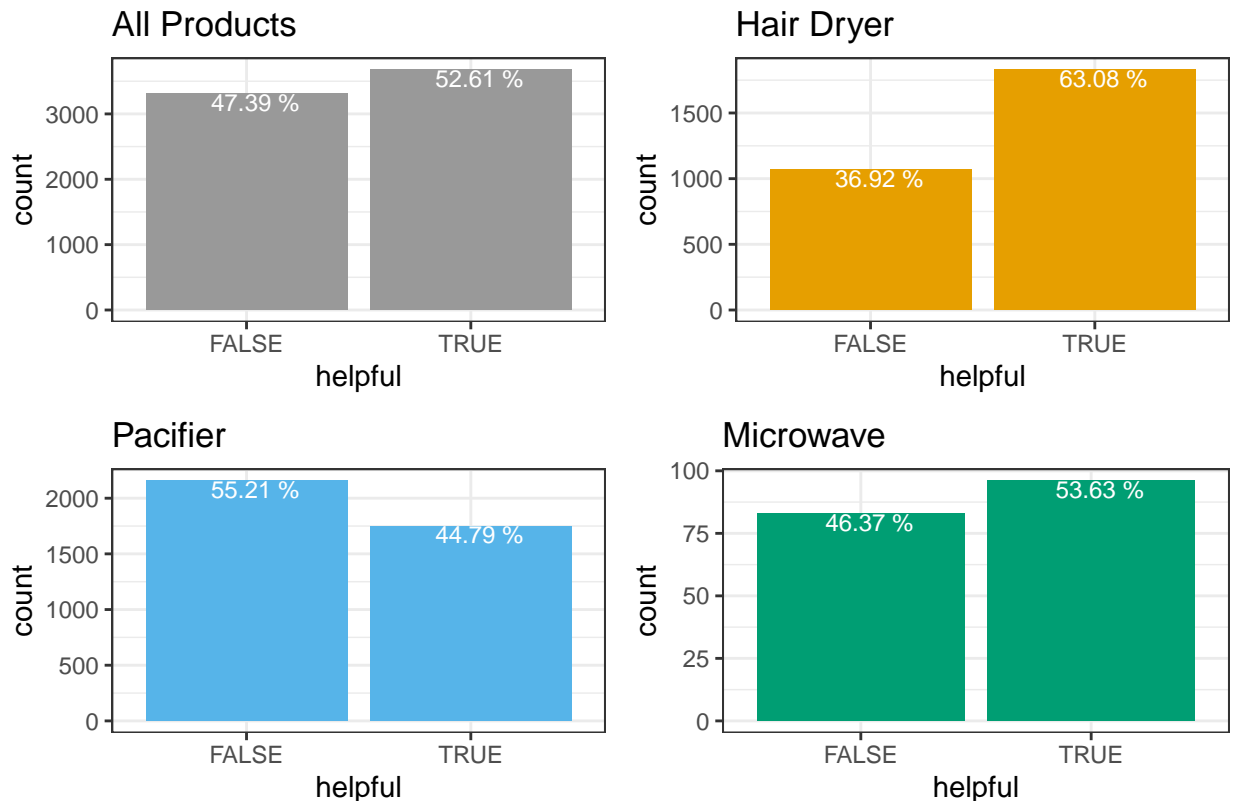 All Products
52.61 %
47.39 %
3000
2000
1000
0
count
FALSE
TRUE
helpful
Hair Dryer
63.08 %
36.92 %
1500
1000
500
0
count
FALSE
TRUE
helpful
Pacifier
55.21 %
44.79 %
2000
1500
1000
500
0
count
FALSE
TRUE
helpful
Microwave
53.63 %
46.37 %
100
75
50
25
0
count
FALSE
TRUE
helpful